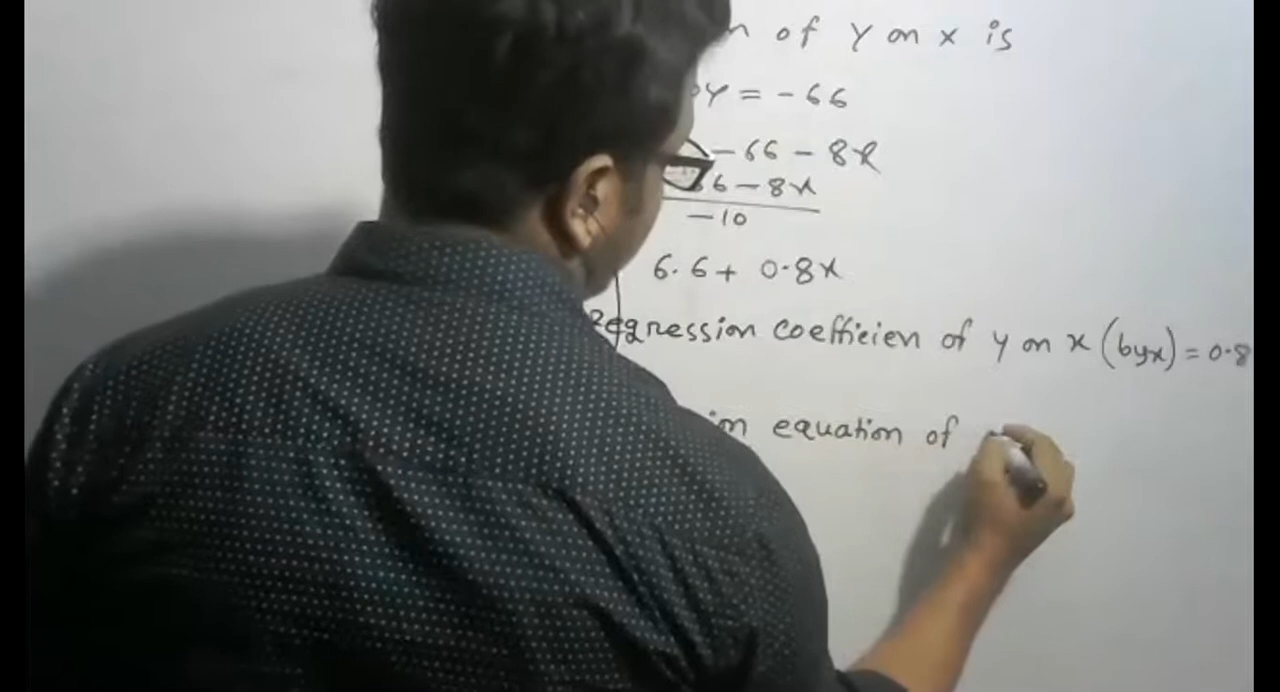 of Y on x is
Y = -66
-66 - 8x
6 - 8x
-10
6.6 + 0.8x
Regression coefficien of y on x (byx) = 0.8
equation of